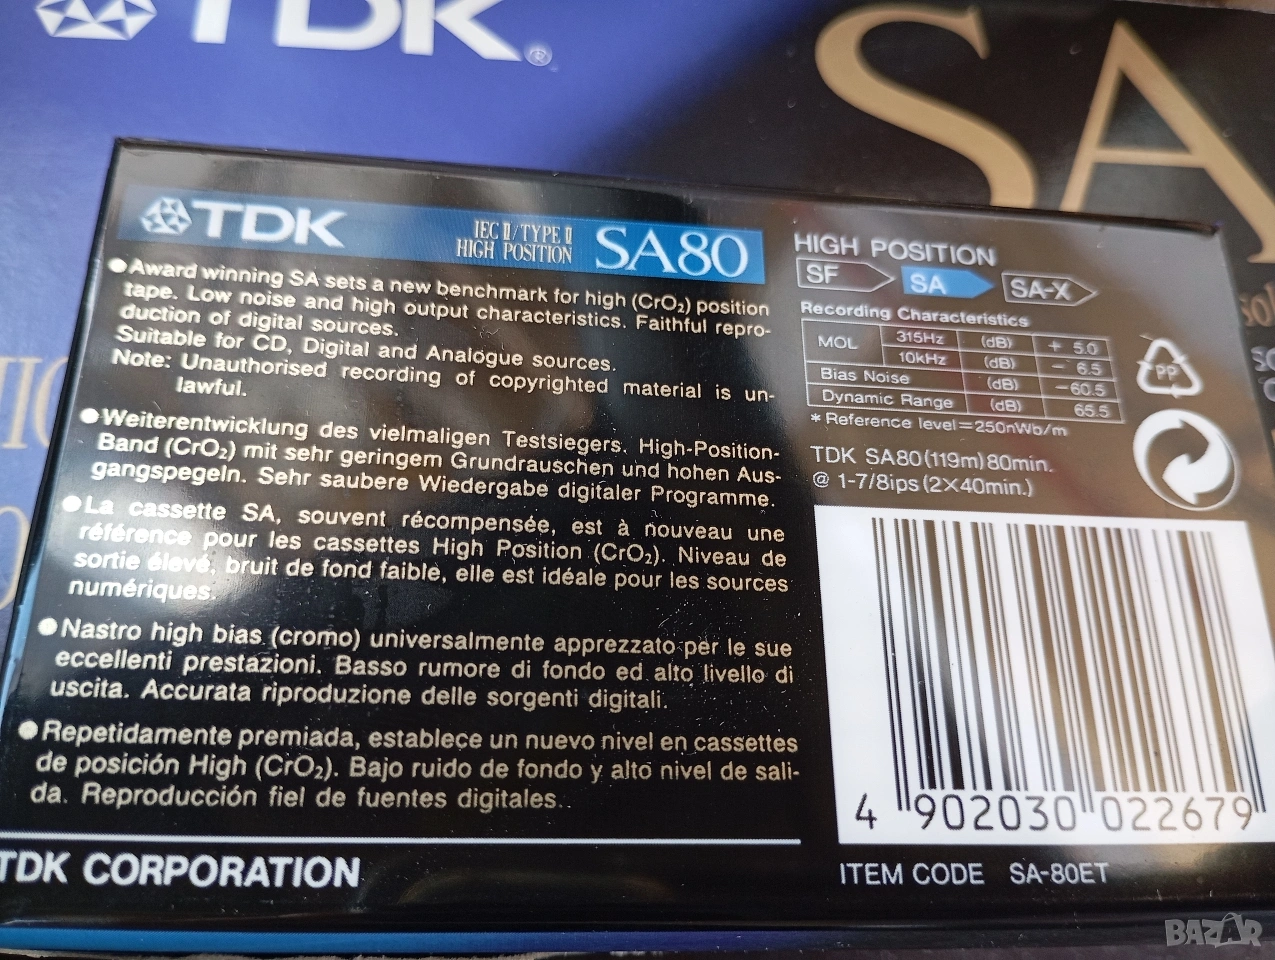 TDK®
SA
TDK IEC II/TYPE II HIGH POSITION SA80
●Award winning SA sets a new benchmark for high (CrO₂) position
tape. Low noise and high output characteristics. Faithful repro-
duction of digital sources.
Suitable for CD, Digital and Analogue sources.
Note: Unauthorised recording of copyrighted material is un-
lawful.
●Weiterentwicklung des vielmaligen Testsiegers. High-Position-
Band (CrO₂) mit sehr geringem Grundrauschen und hohen Aus-
gangspegeln. Sehr saubere Wiedergabe digitaler Programme.
●La cassette SA, souvent récompensée, est à nouveau une
référence pour les cassettes High Position (CrO₂). Niveau de
sortie élevé, bruit de fond faible, elle est idéale pour les sources
numériques.
●Nastro high bias (cromo) universalmente apprezzato per le sue
eccellenti prestazioni. Basso rumore di fondo ed alto livello di
uscita. Accurata riproduzione delle sorgenti digitali.
●Repetidamente premiada, establece un nuevo nivel en cassettes
de posición High (CrO₂). Bajo ruido de fondo y alto nivel de sali-
da. Reproducción fiel de fuentes digitales.
TDK CORPORATION
HIGH POSITION
SF SA SA-X
Recording Characteristics
MOL 315Hz (dB) + 5.0
10kHz (dB) − 6.5
Bias Noise (dB) −60.5
Dynamic Range (dB) 65.5
* Reference level=250nWb/m
PP
TDK SA80(119m)80min.
@ 1-7/8ips(2×40min.)
4 902030 022679
ITEM CODE SA-80ET
BAZAR